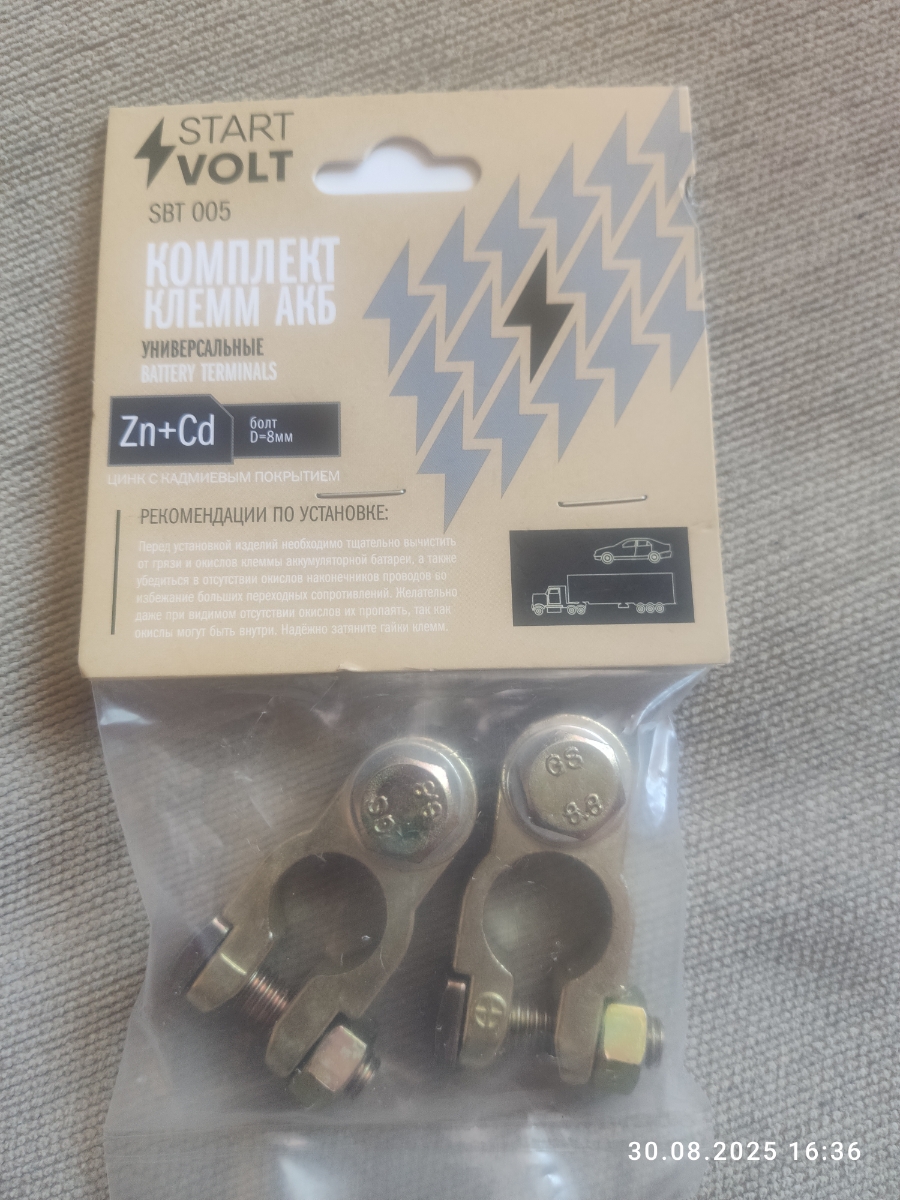 START
VOLT
SBT 005
КОМПЛЕКТ
КЛЕММ АКБ
УНИВЕРСАЛЬНЫЕ
BATTERY TERMINALS
Zn+Cd
болт
D=8мм
ЦИНК С КАДМИЕВЫМ ПОКРЫТИЕМ
РЕКОМЕНДАЦИИ ПО УСТАНОВКЕ:
Перед установкой изделий необходимо тщательно вычистить
от грязи и окислов клеммы аккумуляторной батареи, а также
убедиться в отсутствии окислов наконечников проводов во
избежание больших переходных сопротивлений. Желательно
даже при видимом отсутствии окислов их пропаять, так как
окислы могут быть внутри. Надёжно затяните гайки клемм.
8.8
8.8
30.08.2025 16:36